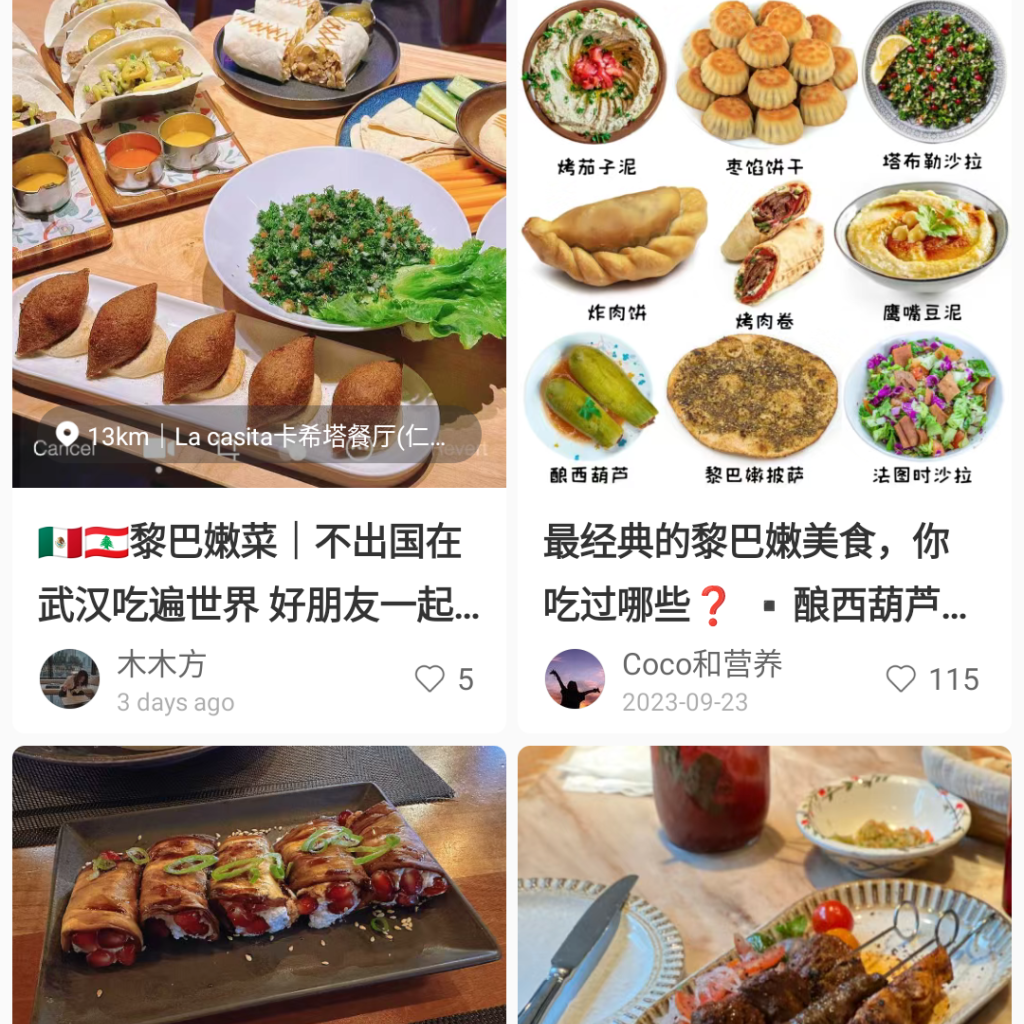 烤茄子泥
枣馅饼干
塔布勒沙拉
炸肉饼
烤肉卷
鹰嘴豆泥
酿西葫芦
黎巴嫩披萨
法图时沙拉
Cancel
13km｜La casita卡希塔餐厅(仁...
Revert
🇲🇽🇱🇧黎巴嫩菜｜不出国在
武汉吃遍世界 好朋友一起...
木木方
3 days ago
5
最经典的黎巴嫩美食，你
吃过哪些❓ ▪️酿西葫芦...
Coco和营养
2023-09-23
115